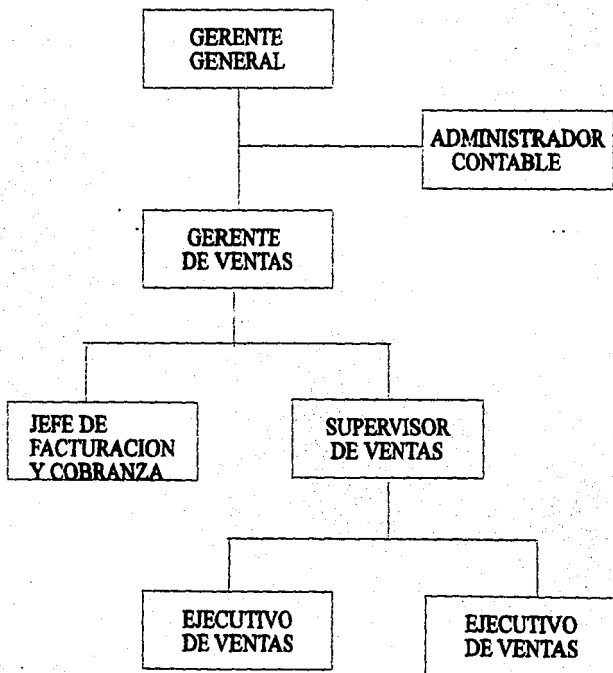 GERENTE
GENERAL
ADMINISTRADOR
CONTABLE
GERENTE
DE VENTAS
JEFE DE
FACTURACION
Y COBRANZA
SUPERVISOR
DE VENTAS
EJECUTIVO
DE VENTAS
EJECUTIVO
DE VENTAS